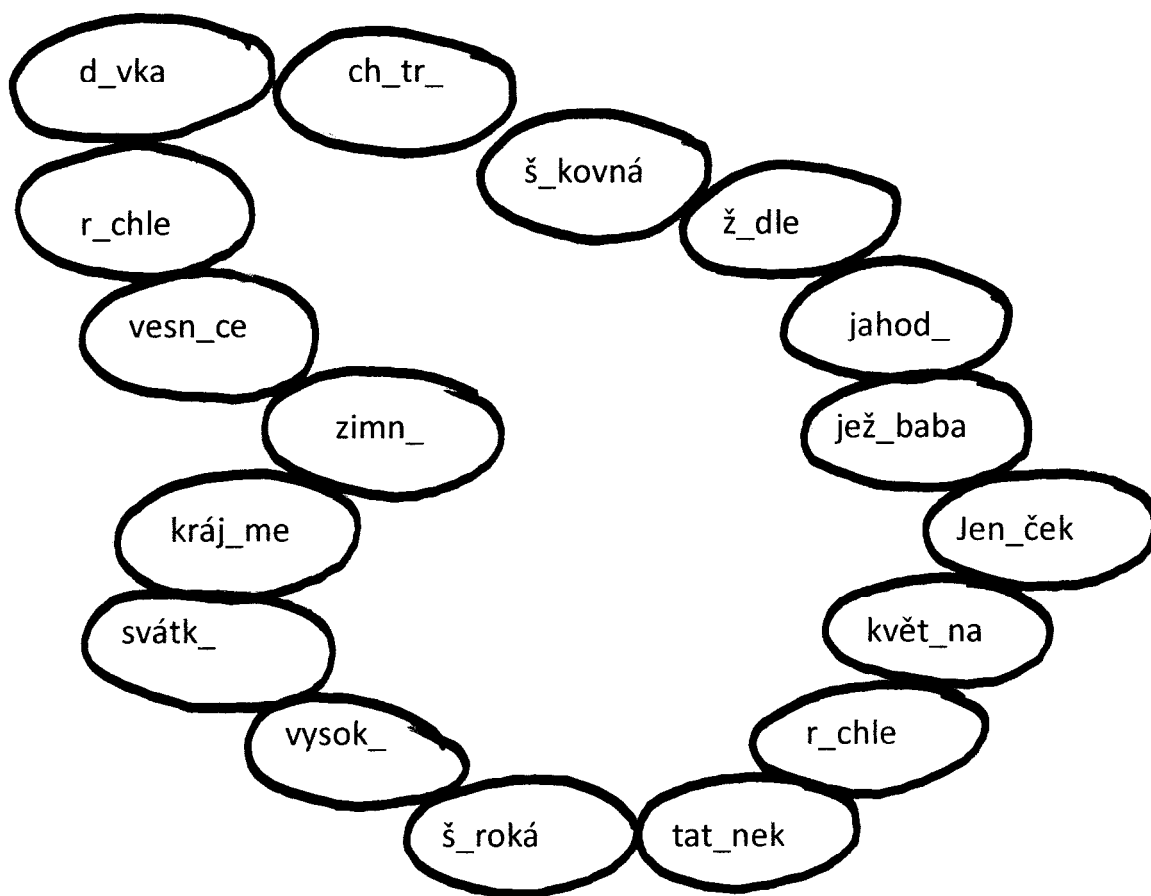 d_vka
ch_tr_
š_kovná
ž_dle
r_chle
jahod_
vesn_ce
jež_baba
zimn_
Jen_ček
kráj_me
květ_na
svátk_
r_chle
vysok_
š_roká
tat_nek